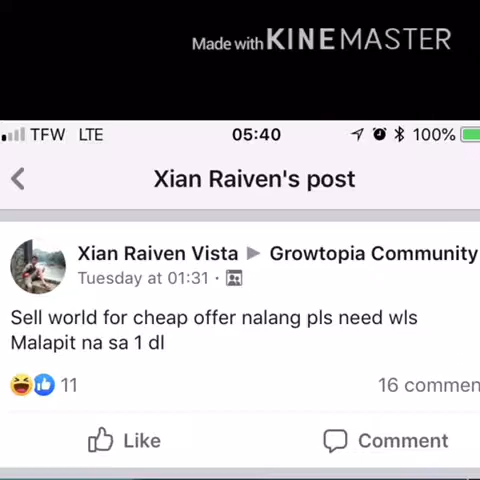 Made with KINEMASTER
TFW LTE 05:40 100%
Xian Raiven's post
Xian Raiven Vista Growtopia Community
Tuesday at 01:31 ·
Sell world for cheap offer nalang pls need wls
Malapit na sa 1 dl
11 16 commen
Like Comment